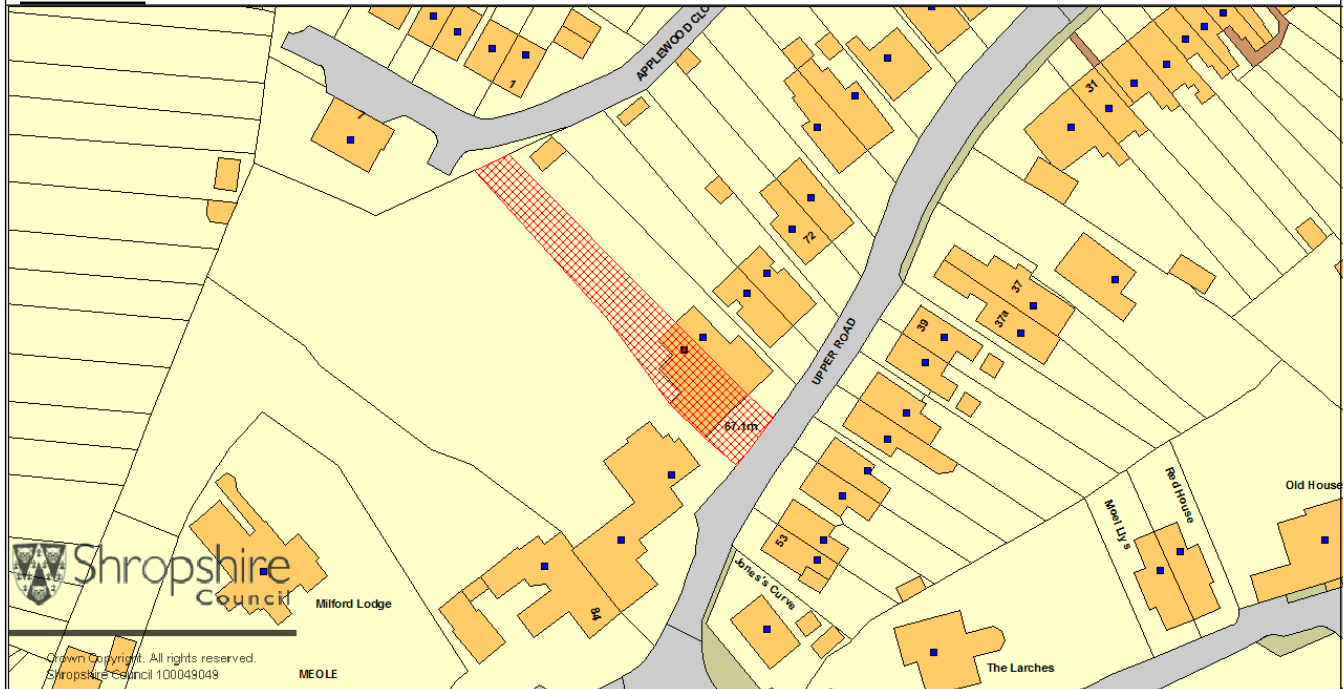 APPLEWOOD CLO
1
31
72
37
37a
39
UPPER ROAD
67.1m
53
Jones's Curve
Moel Llys
Red House
Old House
84
Milford Lodge
Shropshire
Council
The Larches
MEOLE
Crown Copyright. All rights reserved.
Shropshire Council 100049049